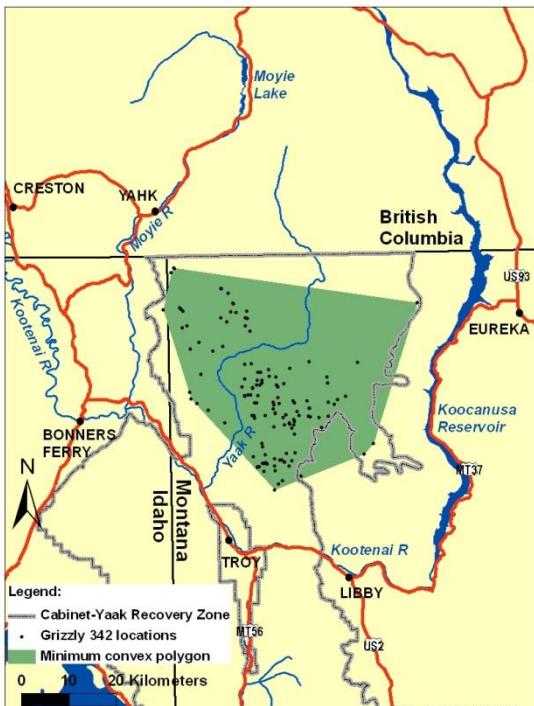 Moyie
Lake
CRESTON
YAHK
Moyie R
British
Columbia
US93
Kootenai R
EUREKA
Koocanusa
Reservoir
BONNERS
FERRY
Yaak R
N
Montana
Idaho
MT37
Kootenai R
TROY
LIBBY
Legend:
Cabinet-Yaak Recovery Zone
Grizzly 342 locations
Minimum convex polygon
MT56
US2
0 10 20 Kilometers